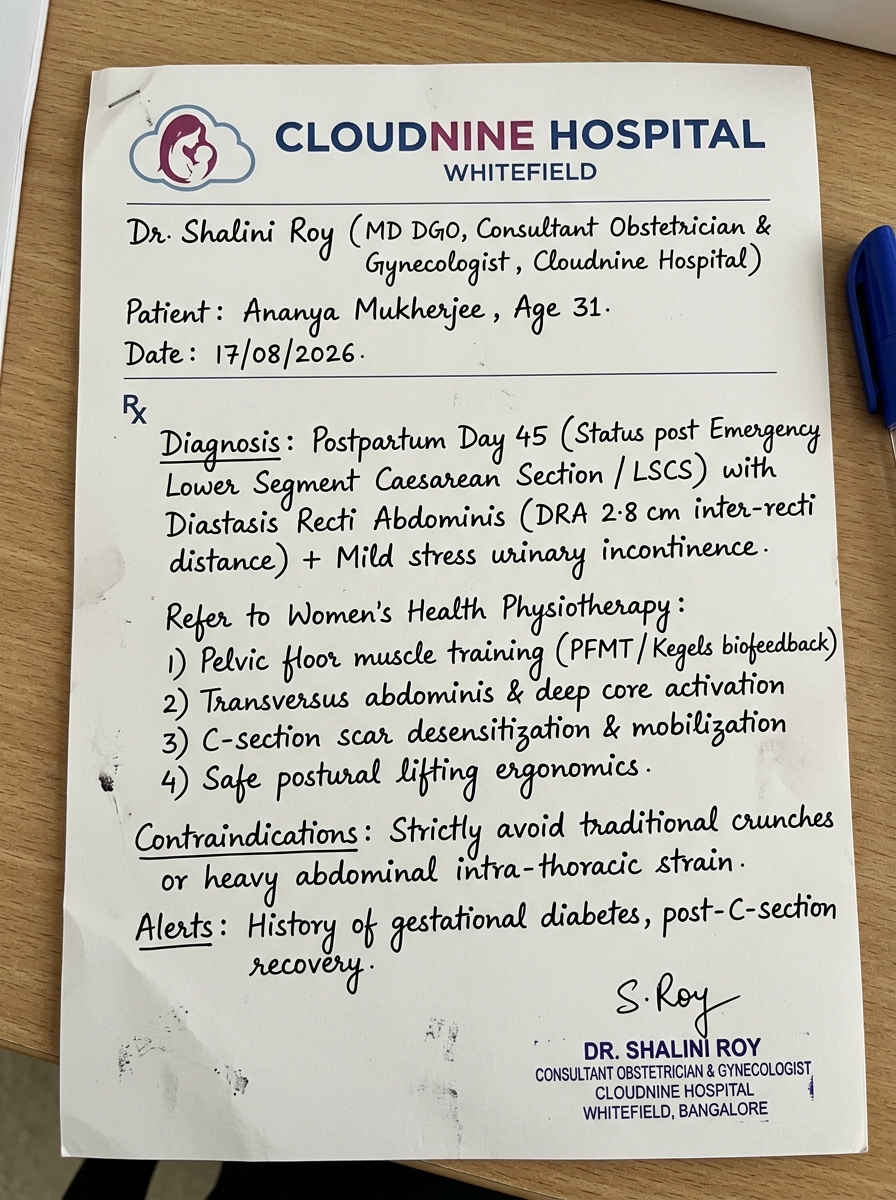 CLOUDNINE HOSPITAL
WHITEFIELD
Dr. Shalini Roy (MD DGO, Consultant Obstetrician &
Gynecologist, Cloudnine Hospital)
Patient: Ananya Mukherjee, Age 31.
Date: 17/08/2026.
Rx
Diagnosis: Postpartum Day 45 (Status post Emergency
Lower Segment Caesarean Section / LSCS) with
Diastasis Recti Abdominis (DRA 2.8 cm inter-recti
distance) + Mild stress urinary incontinence.
Refer to Women's Health Physiotherapy:
1) Pelvic floor muscle training (PFMT/Kegels biofeedback)
2) Transversus abdominis & deep core activation
3) C-section scar desensitization & mobilization
4) Safe postural lifting ergonomics.
Contraindications: Strictly avoid traditional crunches
or heavy abdominal intra-thoracic strain.
Alerts: History of gestational diabetes, post-C-section
recovery.
S. Roy
DR. SHALINI ROY
CONSULTANT OBSTETRICIAN & GYNECOLOGIST
CLOUDNINE HOSPITAL
WHITEFIELD, BANGALORE